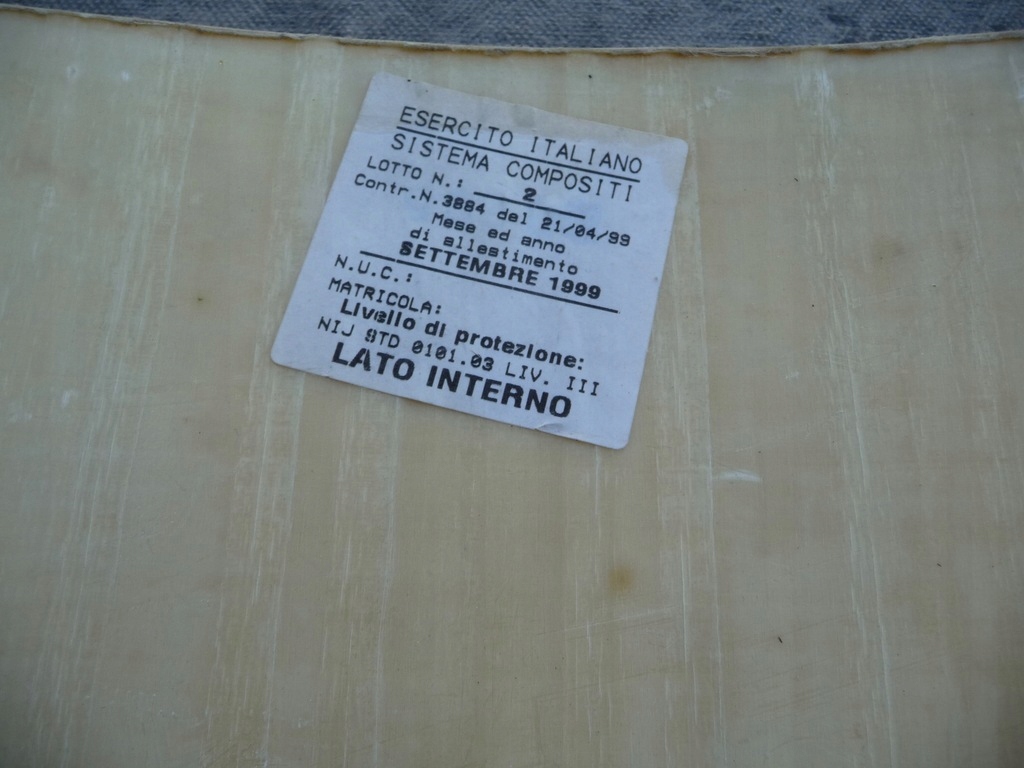 ESERCITO ITALIANO
SISTEMA COMPOSITI
LOTTO N.: 2
Contr.N.3884 del 21/04/99
Mese ed anno
di allestimento
SETTEMBRE 1999
N.U.C.:
MATRICOLA:
Livello di protezione:
NIJ STD 0101.03 LIV. III
LATO INTERNO